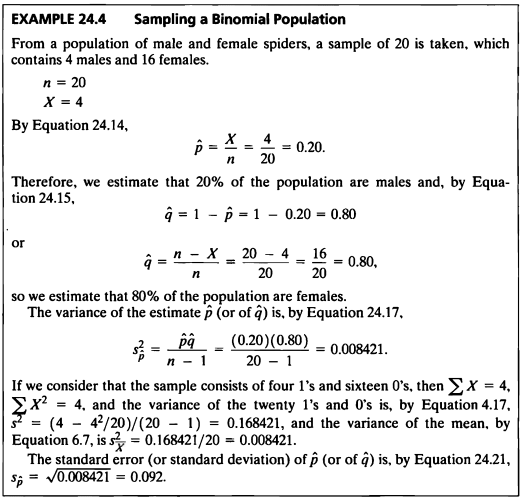 EXAMPLE 24.4 Sampling a Binomial Population
From a population of male and female spiders, a sample of 20 is taken, which
contains 4 males and 16 females.
n = 20
X = 4
By Equation 24.14,
p̂ = X/n = 4/20 = 0.20.
Therefore, we estimate that 20% of the population are males and, by Equa-
tion 24.15,
q̂ = 1 − p̂ = 1 − 0.20 = 0.80
or
q̂ = (n − X)/n = (20 − 4)/20 = 16/20 = 0.80,
so we estimate that 80% of the population are females.
The variance of the estimate p̂ (or of q̂) is, by Equation 24.17,
s²_p̂ = p̂q̂/(n − 1) = (0.20)(0.80)/(20 − 1) = 0.008421.
If we consider that the sample consists of four 1's and sixteen 0's, then ∑ X = 4,
∑ X² = 4, and the variance of the twenty 1's and 0's is, by Equation 4.17,
s² = (4 − 4²/20)/(20 − 1) = 0.168421, and the variance of the mean, by
Equation 6.7, is s²_X̄ = 0.168421/20 = 0.008421.
The standard error (or standard deviation) of p̂ (or of q̂) is, by Equation 24.21,
s_p̂ = √0.008421 = 0.092.